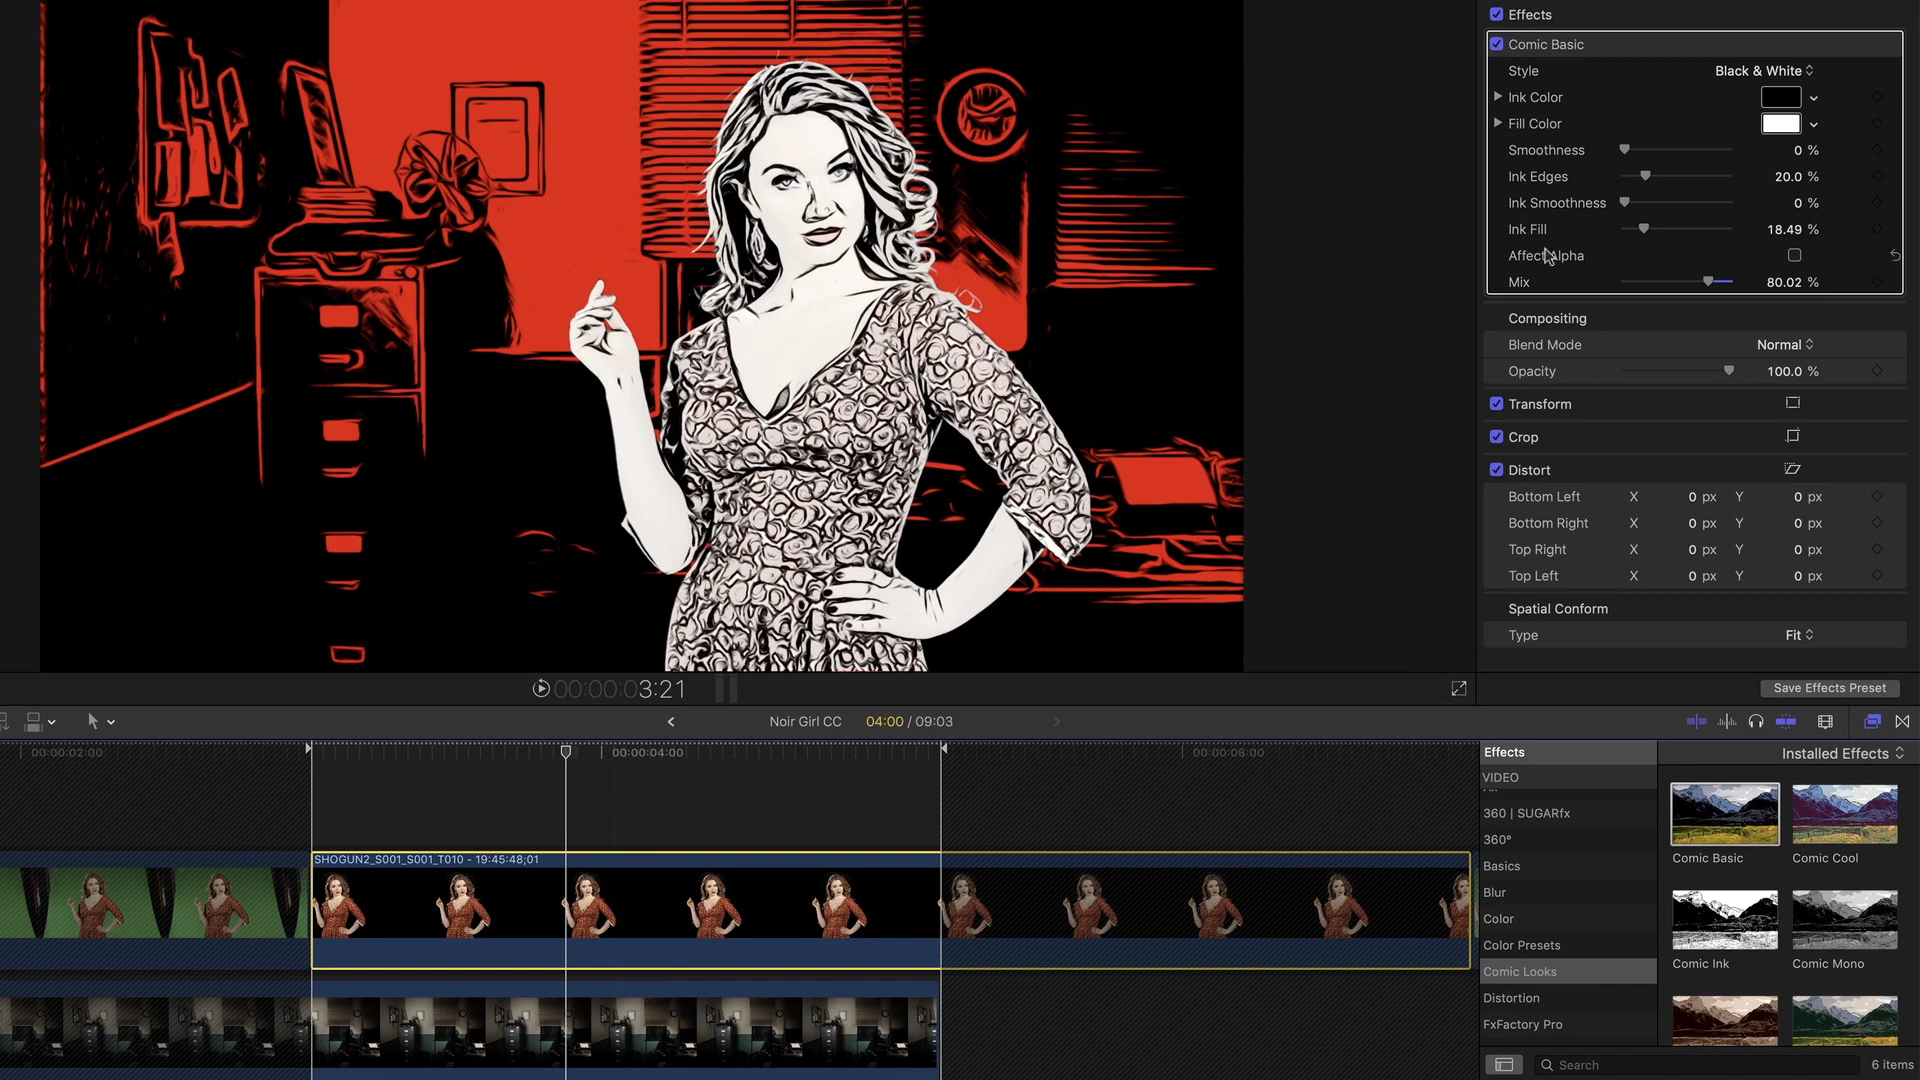 Effects
Comic Basic
Style Black & White
Ink Color
Fill Color
Smoothness 0 %
Ink Edges 20.0 %
Ink Smoothness 0 %
Ink Fill 18.49 %
Affect Alpha
Mix 80.02 %
Compositing
Blend Mode Normal
Opacity 100.0 %
Transform
Crop
Distort
Bottom Left X 0 px Y 0 px
Bottom Right X 0 px Y 0 px
Top Right X 0 px Y 0 px
Top Left X 0 px Y 0 px
Spatial Conform
Type Fit
00:00:03:21
Save Effects Preset
Noir Girl CC 04:00 / 09:03
00:00:02:00 00:00:04:00 00:00:06:00
SHOGUN2_S001_S001_T010 - 19:45:48;01
Effects
Installed Effects
VIDEO
360 | SUGARfx
360°
Basics
Blur
Color
Color Presets
Comic Looks
Distortion
FxFactory Pro
Comic Basic
Comic Cool
Comic Ink
Comic Mono
Search
6 items